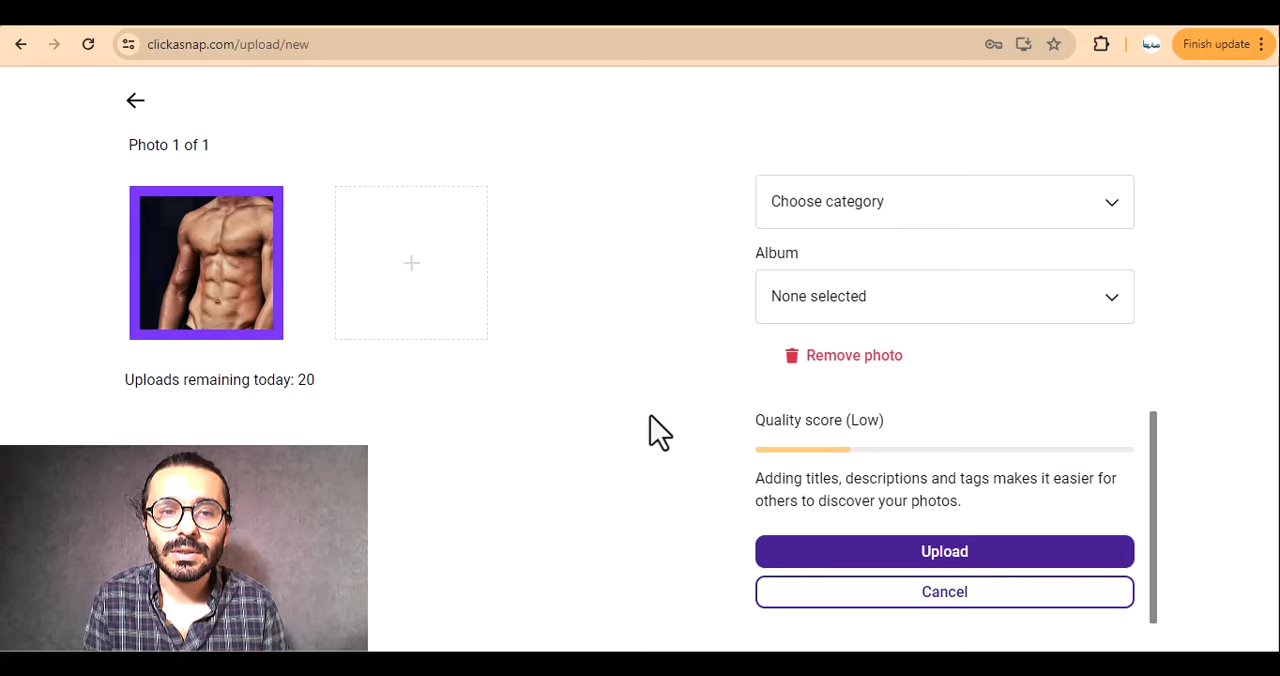 clickasnap.com/upload/new
Finish update
Photo 1 of 1
Choose category
Album
None selected
Remove photo
Uploads remaining today: 20
Quality score (Low)
Adding titles, descriptions and tags makes it easier for
others to discover your photos.
Upload
Cancel